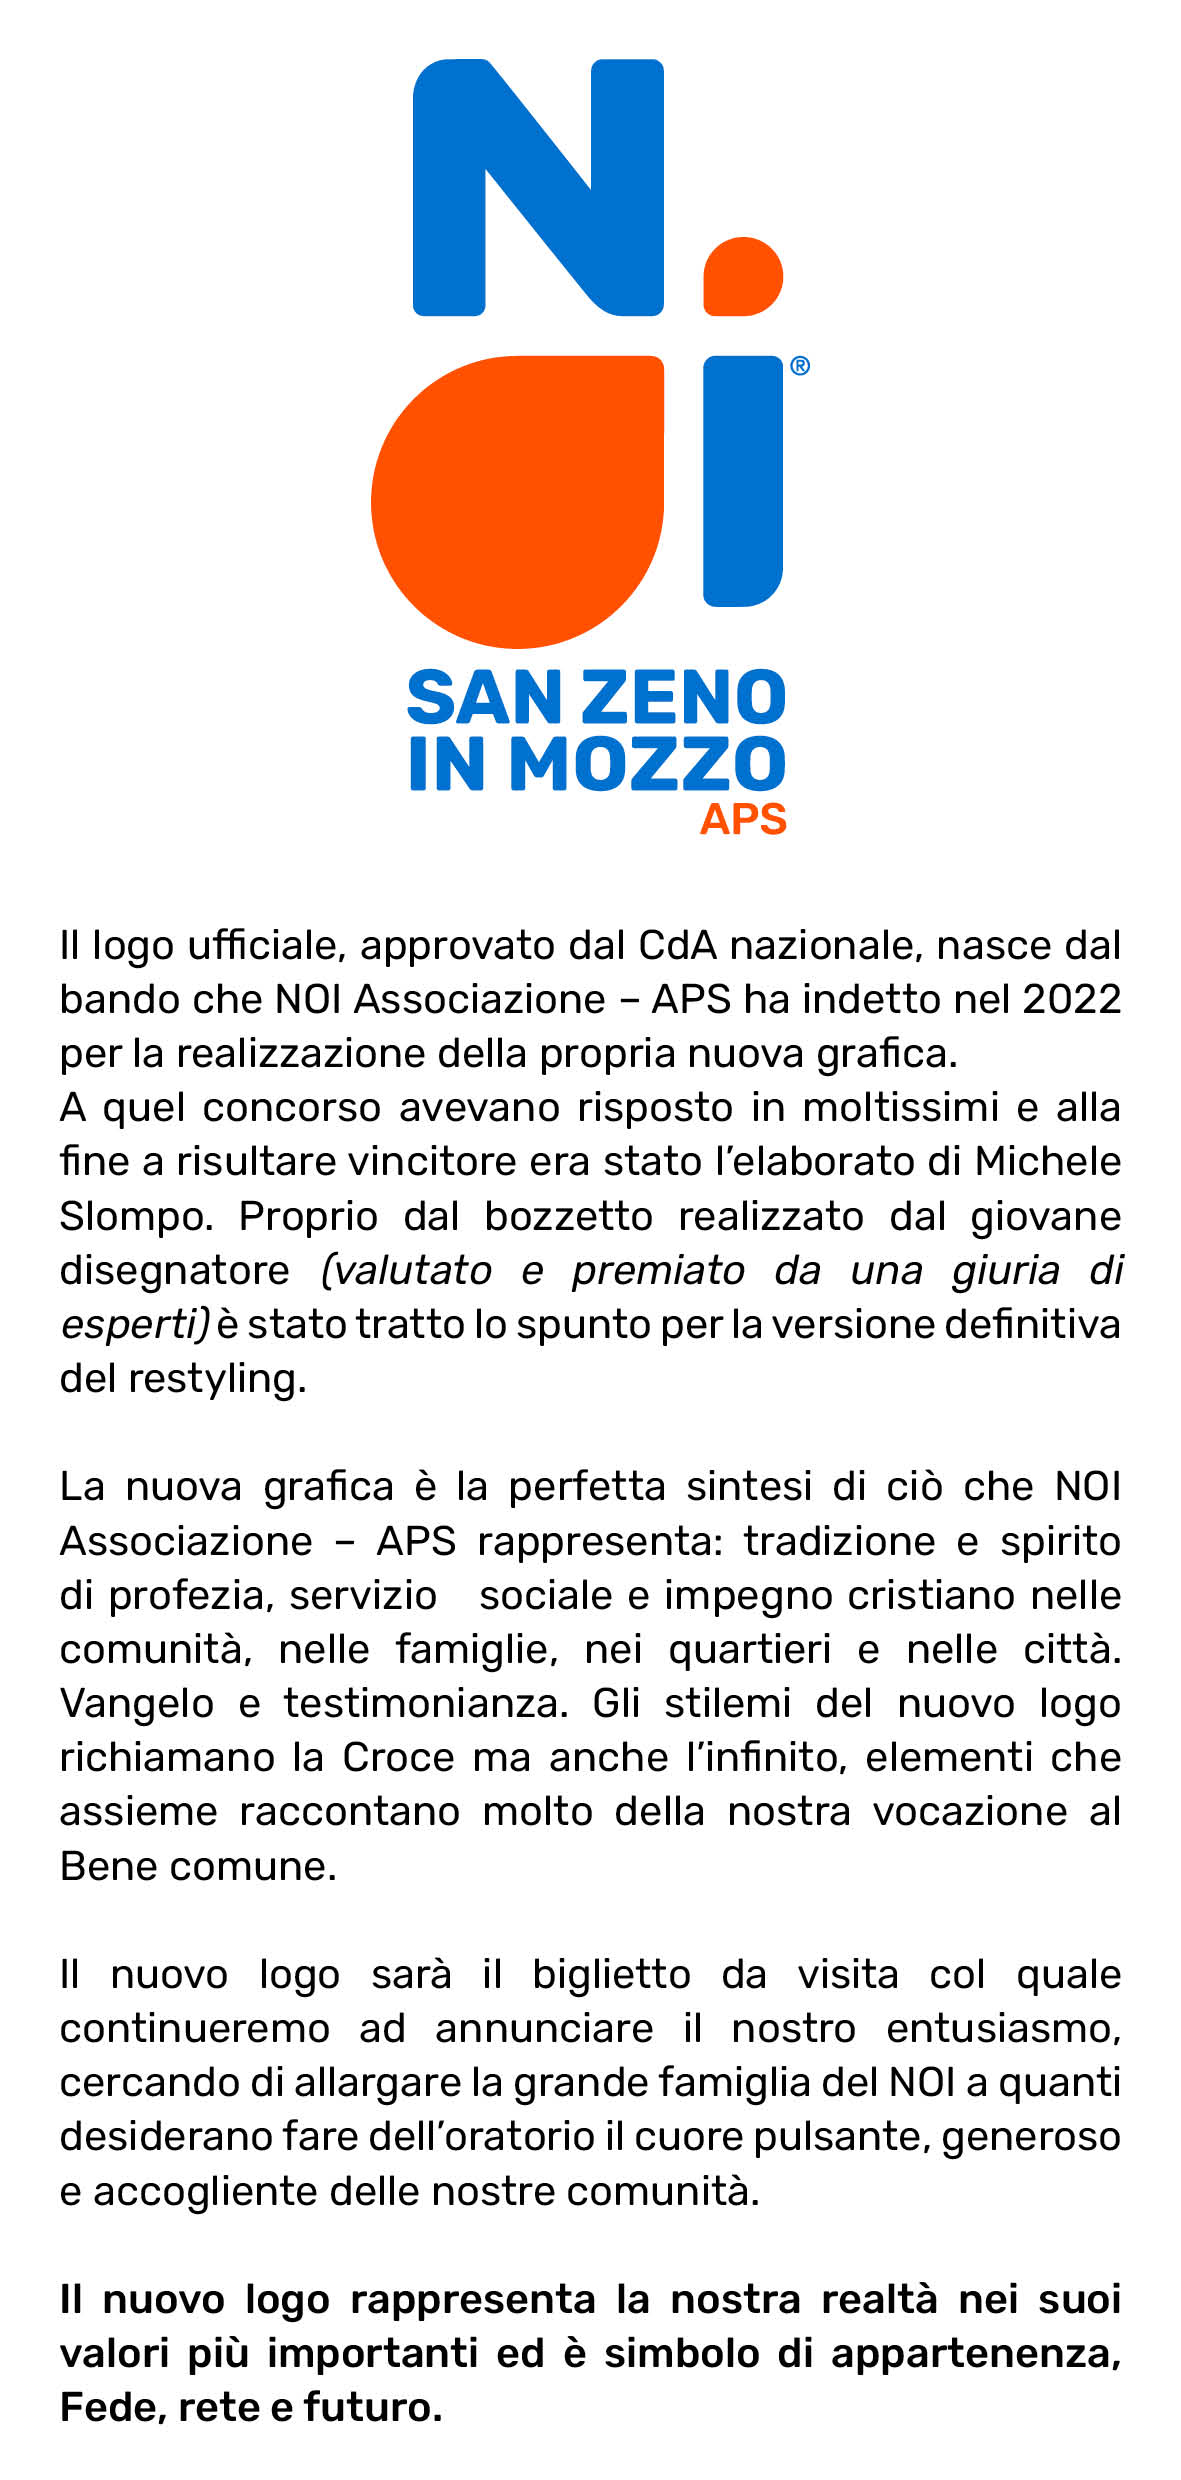 Ni®
SAN ZENO
IN MOZZO
APS
Il logo ufficiale, approvato dal CdA nazionale, nasce dal
bando che NOI Associazione – APS ha indetto nel 2022
per la realizzazione della propria nuova grafica.
A quel concorso avevano risposto in moltissimi e alla
fine a risultare vincitore era stato l’elaborato di Michele
Slompo. Proprio dal bozzetto realizzato dal giovane
disegnatore (valutato e premiato da una giuria di
esperti) è stato tratto lo spunto per la versione definitiva
del restyling.
La nuova grafica è la perfetta sintesi di ciò che NOI
Associazione – APS rappresenta: tradizione e spirito
di profezia, servizio sociale e impegno cristiano nelle
comunità, nelle famiglie, nei quartieri e nelle città.
Vangelo e testimonianza. Gli stilemi del nuovo logo
richiamano la Croce ma anche l’infinito, elementi che
assieme raccontano molto della nostra vocazione al
Bene comune.
Il nuovo logo sarà il biglietto da visita col quale
continueremo ad annunciare il nostro entusiasmo,
cercando di allargare la grande famiglia del NOI a quanti
desiderano fare dell’oratorio il cuore pulsante, generoso
e accogliente delle nostre comunità.
Il nuovo logo rappresenta la nostra realtà nei suoi
valori più importanti ed è simbolo di appartenenza,
Fede, rete e futuro.